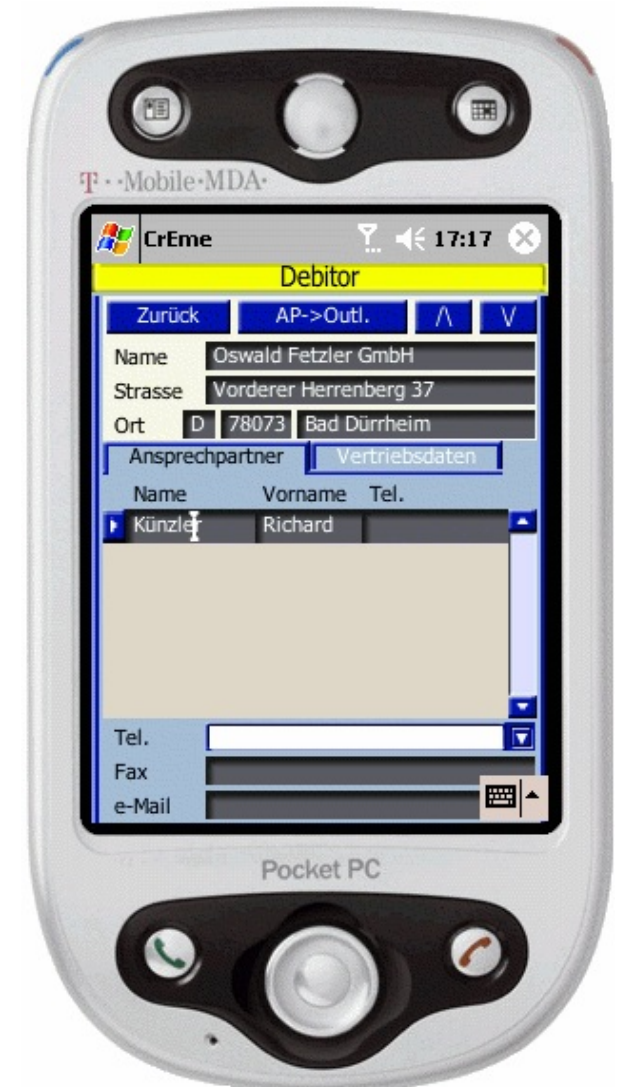 T··Mobile·MDA·
CrEme 17:17
Debitor
Zurück AP->Outl. /\ \/
Name Oswald Fetzler GmbH
Strasse Vorderer Herrenberg 37
Ort D 78073 Bad Dürrheim
Ansprechpartner Vertriebsdaten
Name Vorname Tel.
Künzler Richard
Tel.
Fax
e-Mail
Pocket PC